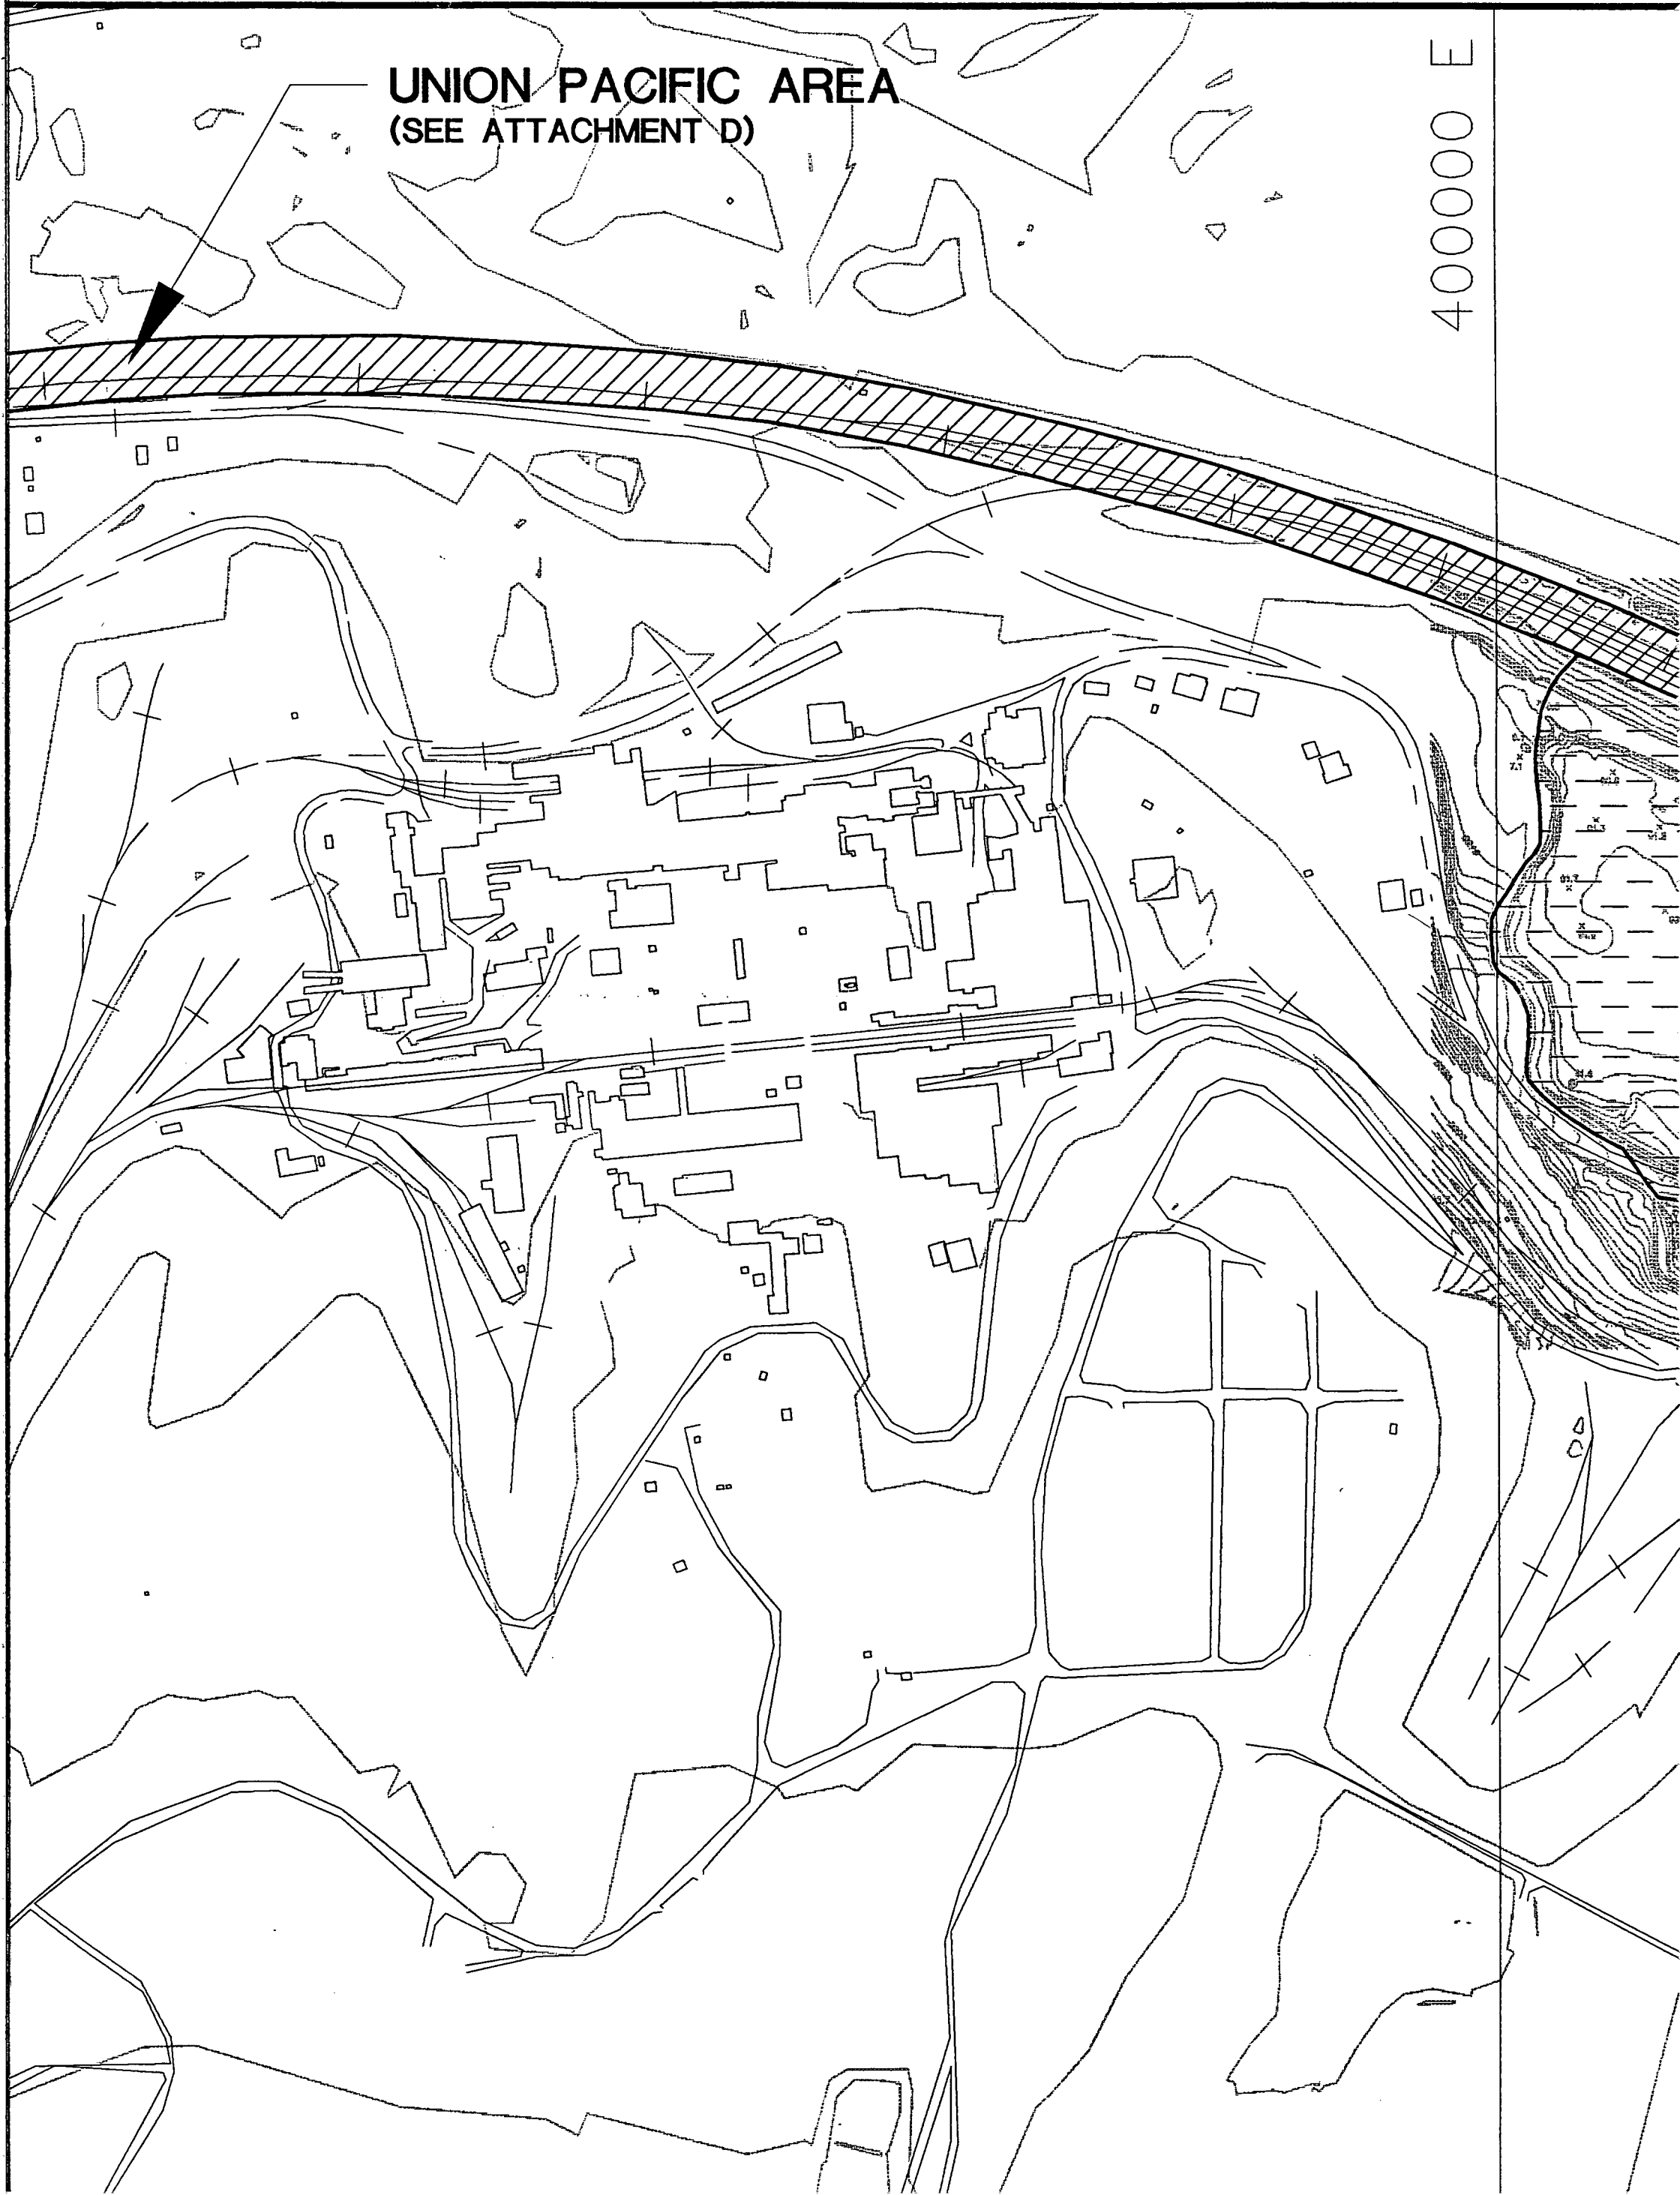 UNION PACIFIC AREA
(SEE ATTACHMENT D)
400000 E